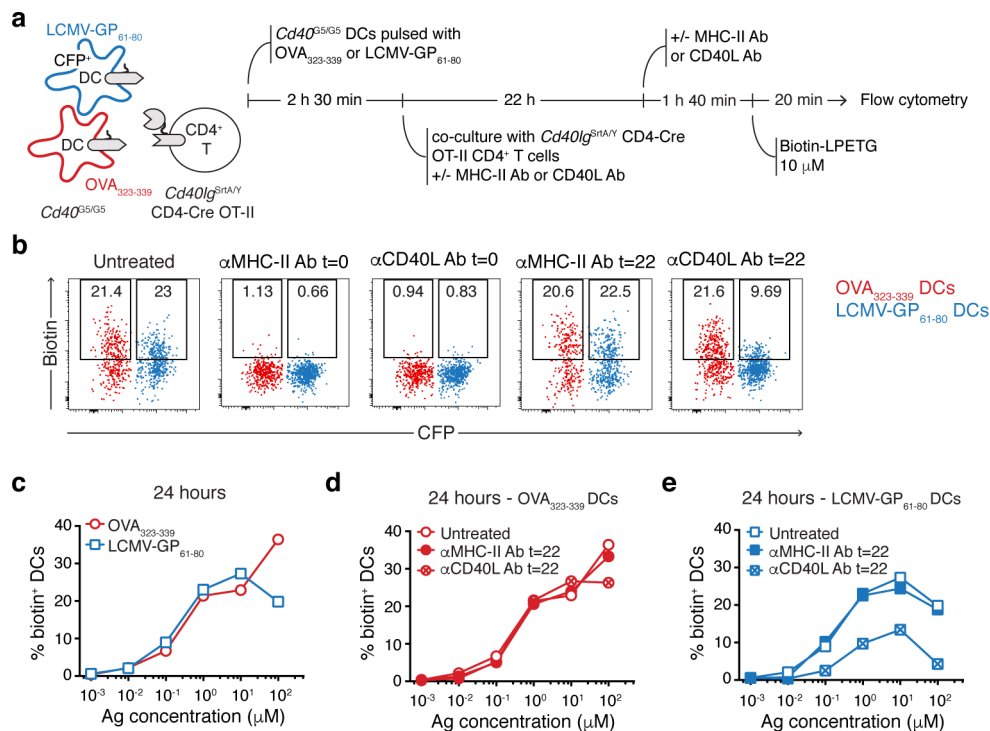 a
LCMV-GP61-80
CFP+
DC
DC
CD4+
T
OVA323-339
Cd40G5/G5
Cd40lgSrtA/Y
CD4-Cre OT-II
Cd40G5/G5 DCs pulsed with
OVA323-339 or LCMV-GP61-80
+/- MHC-II Ab
or CD40L Ab
2 h 30 min
22 h
1 h 40 min
20 min
Flow cytometry
co-culture with Cd40lgSrtA/Y CD4-Cre
OT-II CD4+ T cells
+/- MHC-II Ab or CD40L Ab
Biotin-LPETG
10 μM
b
Untreated
αMHC-II Ab t=0
αCD40L Ab t=0
αMHC-II Ab t=22
αCD40L Ab t=22
21.4 23
1.13 0.66
0.94 0.83
20.6 22.5
21.6 9.69
Biotin
CFP
OVA323-339 DCs
LCMV-GP61-80 DCs
c
24 hours
OVA323-339
LCMV-GP61-80
% biotin+ DCs
40
30
20
10
0
10-3 10-2 10-1 100 101 102
Ag concentration (μM)
d
24 hours - OVA323-339 DCs
Untreated
αMHC-II Ab t=22
αCD40L Ab t=22
% biotin+ DCs
40
30
20
10
0
10-3 10-2 10-1 100 101 102
Ag concentration (μM)
e
24 hours - LCMV-GP61-80 DCs
Untreated
αMHC-II Ab t=22
αCD40L Ab t=22
% biotin+ DCs
40
30
20
10
0
10-3 10-2 10-1 100 101 102
Ag concentration (μM)